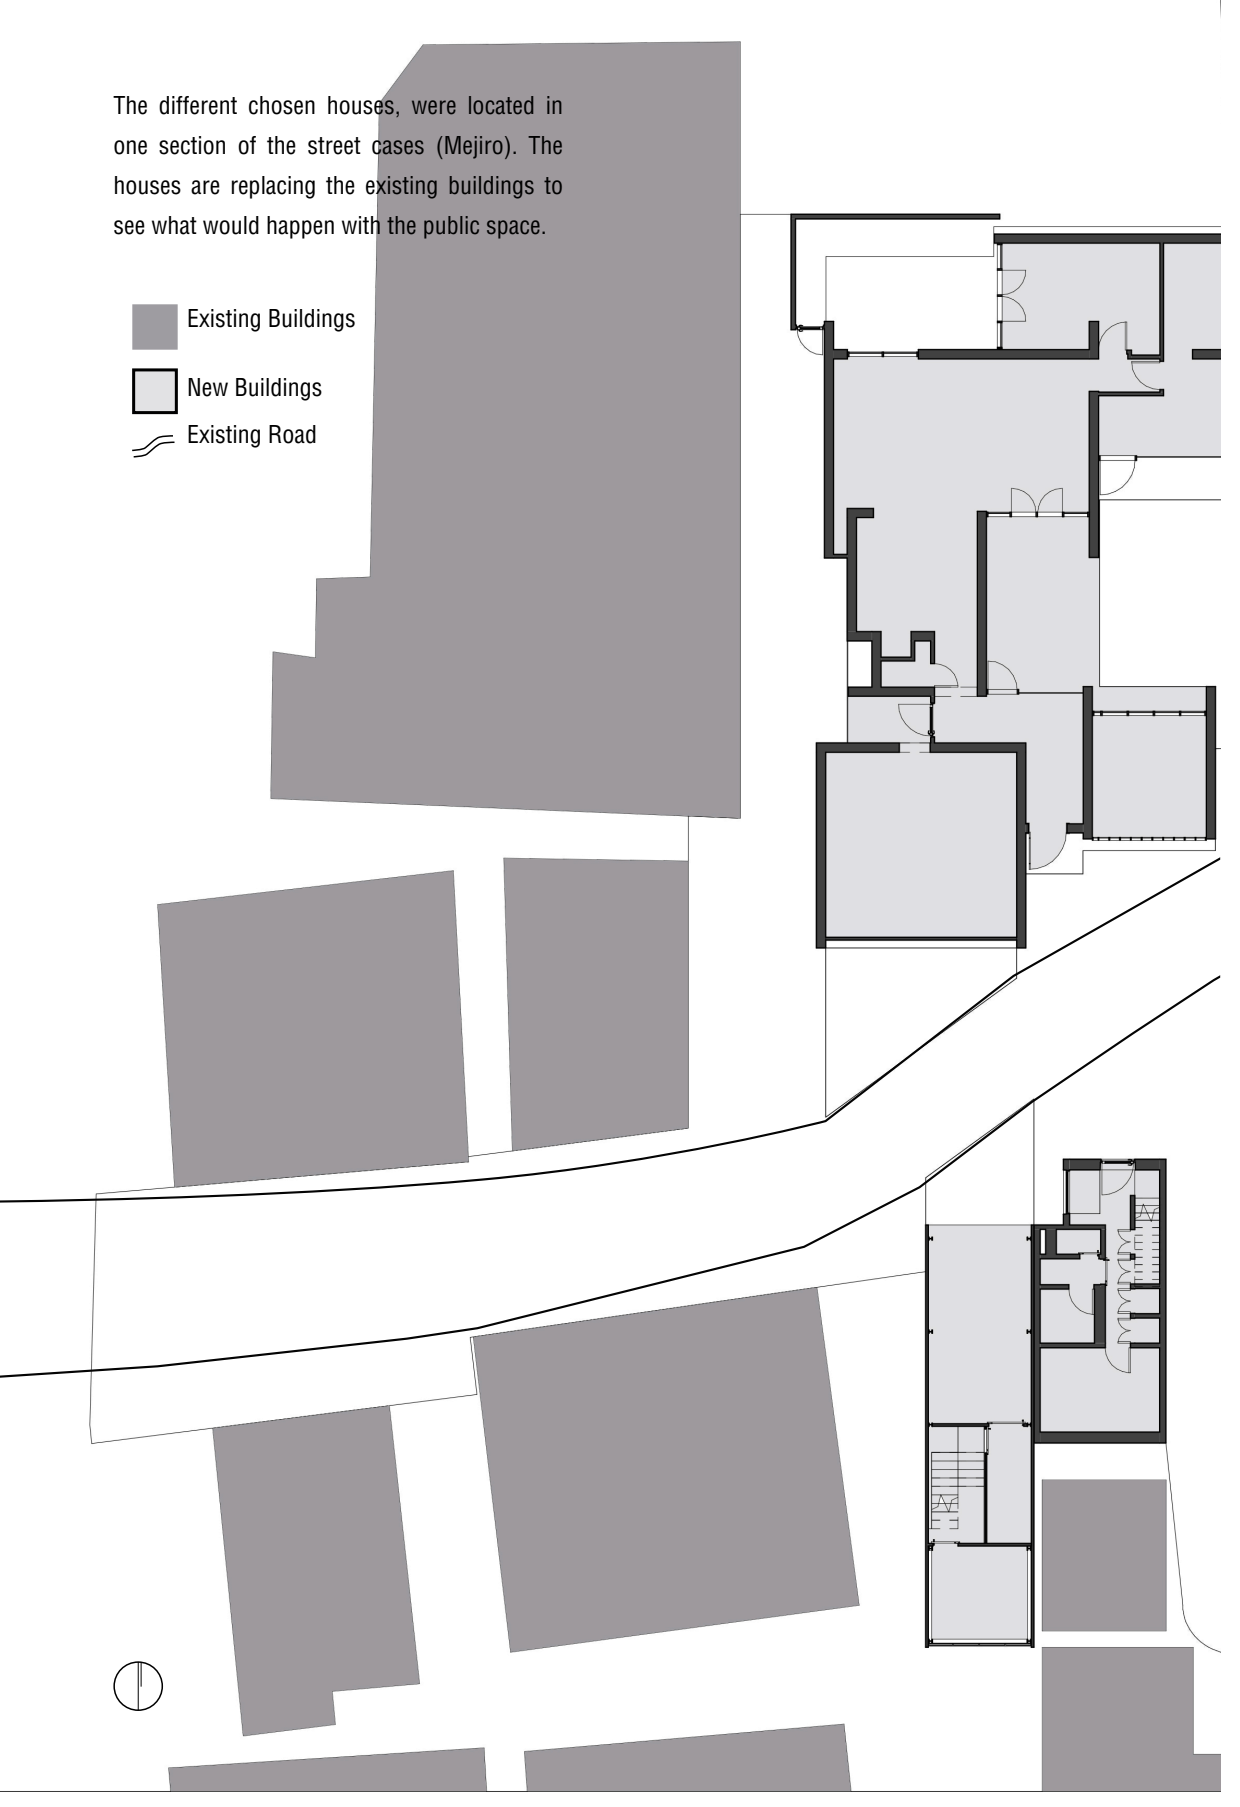 The different chosen houses, were located in
one section of the street cases (Mejiro). The
houses are replacing the existing buildings to
see what would happen with the public space.
Existing Buildings
New Buildings
Existing Road